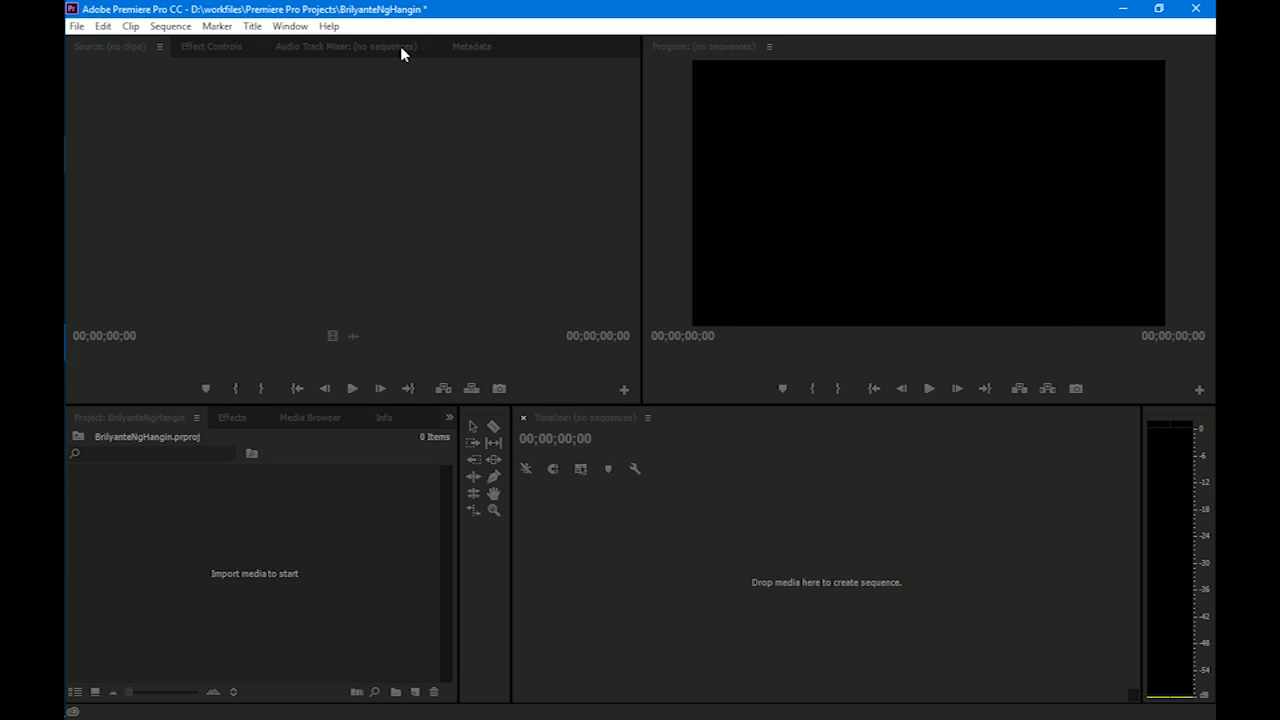 Adobe Premiere Pro CC - D:\workfiles\Premiere Pro Projects\BrilyanteNgHangin *
File Edit Clip Sequence Marker Title Window Help
Source: (no clips) Effect Controls Audio Track Mixer: (no sequences) Metadata
Program: (no sequences)
00;00;00;00 00;00;00;00
00;00;00;00 00;00;00;00
Project: BrilyanteNgHangin Effects Media Browser Info
BrilyanteNgHangin.prproj 0 Items
Import media to start
Timeline: (no sequences)
00;00;00;00
Drop media here to create sequence.
0
-6
-12
-18
-24
-30
-36
-42
-48
-54
dB